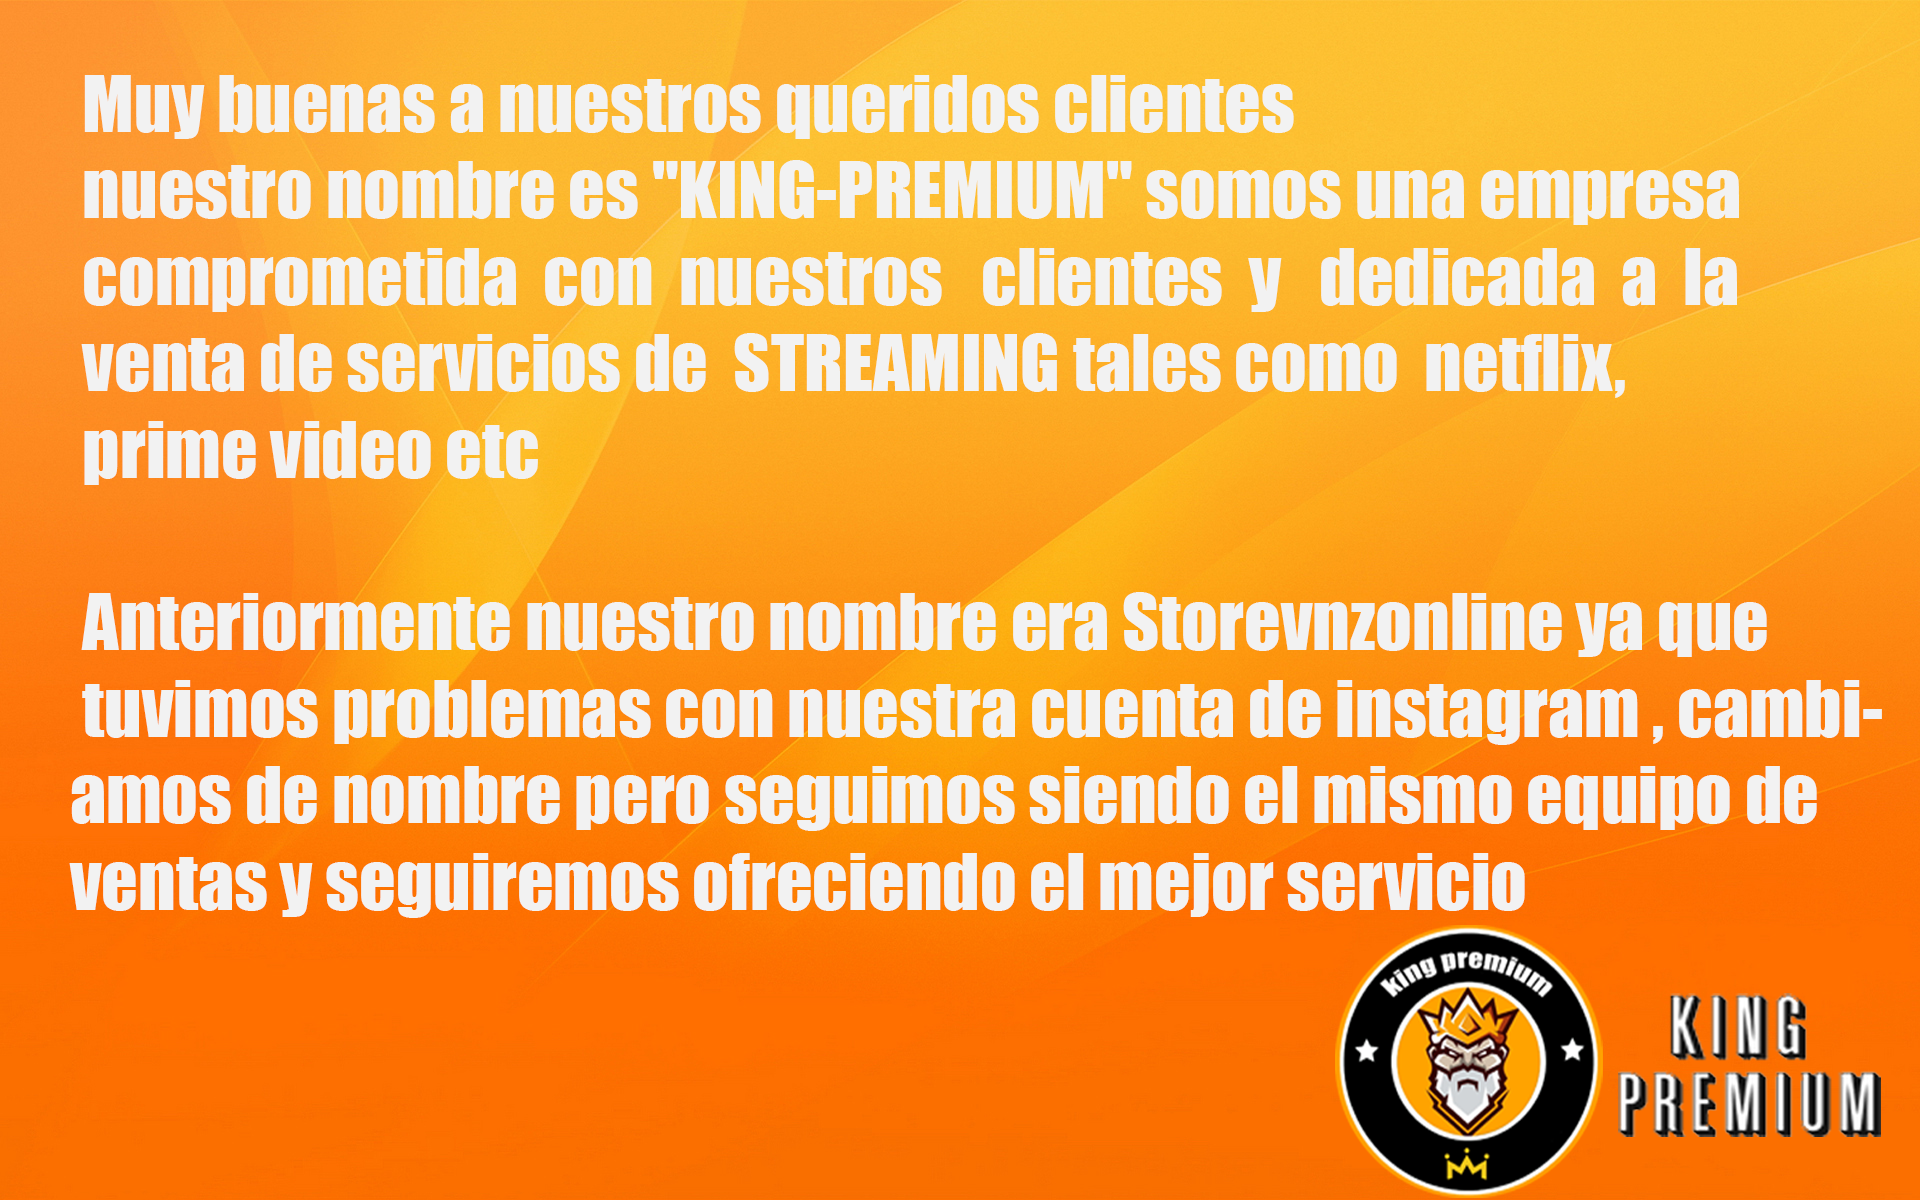 Muy buenas a nuestros queridos clientes
nuestro nombre es "KING-PREMIUM" somos una empresa
comprometida con nuestros clientes y dedicada a la
venta de servicios de STREAMING tales como netflix,
prime video etc
Anteriormente nuestro nombre era Storevnzonline ya que
tuvimos problemas con nuestra cuenta de instagram , cambi-
amos de nombre pero seguimos siendo el mismo equipo de
ventas y seguiremos ofreciendo el mejor servicio
king premium
KING
PREMIUM